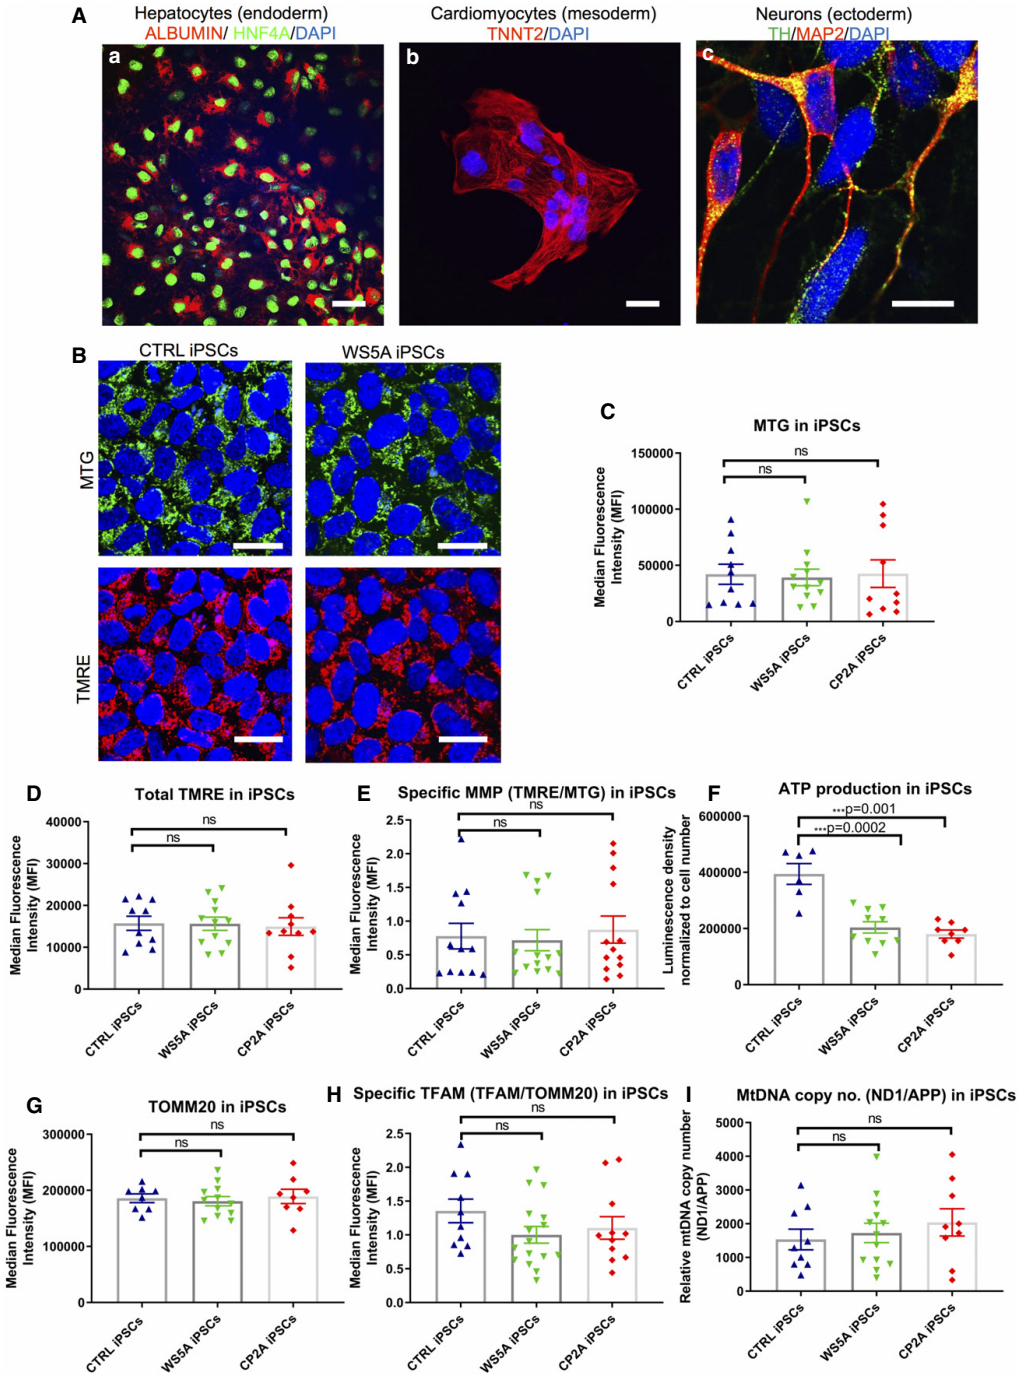 A
Hepatocytes (endoderm)
ALBUMIN/ HNF4A/DAPI
a
Cardiomyocytes (mesoderm)
TNNT2/DAPI
b
Neurons (ectoderm)
TH/MAP2/DAPI
c
B
CTRL iPSCs
WS5A iPSCs
MTG
TMRE
C
MTG in iPSCs
ns
ns
Median Fluorescence
Intensity (MFI)
150000
100000
50000
0
CTRL iPSCs
WS5A iPSCs
CP2A iPSCs
D
Total TMRE in iPSCs
ns
ns
Median Fluorescence
Intensity (MFI)
40000
30000
20000
10000
0
CTRL iPSCs
WS5A iPSCs
CP2A iPSCs
E
Specific MMP (TMRE/MTG) in iPSCs
ns
ns
Median Fluorescence
Intensity (MFI)
2.5
2.0
1.5
1.0
0.5
0.0
CTRL iPSCs
WS5A iPSCs
CP2A iPSCs
F
ATP production in iPSCs
***p=0.001
***p=0.0002
Luminescence density
normalized to cell number
600000
400000
200000
0
CTRL iPSCs
WS5A iPSCs
CP2A iPSCs
G
TOMM20 in iPSCs
ns
ns
Median Fluorescence
Intensity (MFI)
300000
200000
100000
0
CTRL iPSCs
WS5A iPSCs
CP2A iPSCs
H
Specific TFAM (TFAM/TOMM20) in iPSCs
ns
ns
Median Fluorescence
Intensity (MFI)
2.5
2.0
1.5
1.0
0.5
0.0
CTRL iPSCs
WS5A iPSCs
CP2A iPSCs
I
MtDNA copy no. (ND1/APP) in iPSCs
ns
ns
Relative mtDNA copy number
(ND1/APP)
5000
4000
3000
2000
1000
0
CTRL iPSCs
WS5A iPSCs
CP2A iPSCs